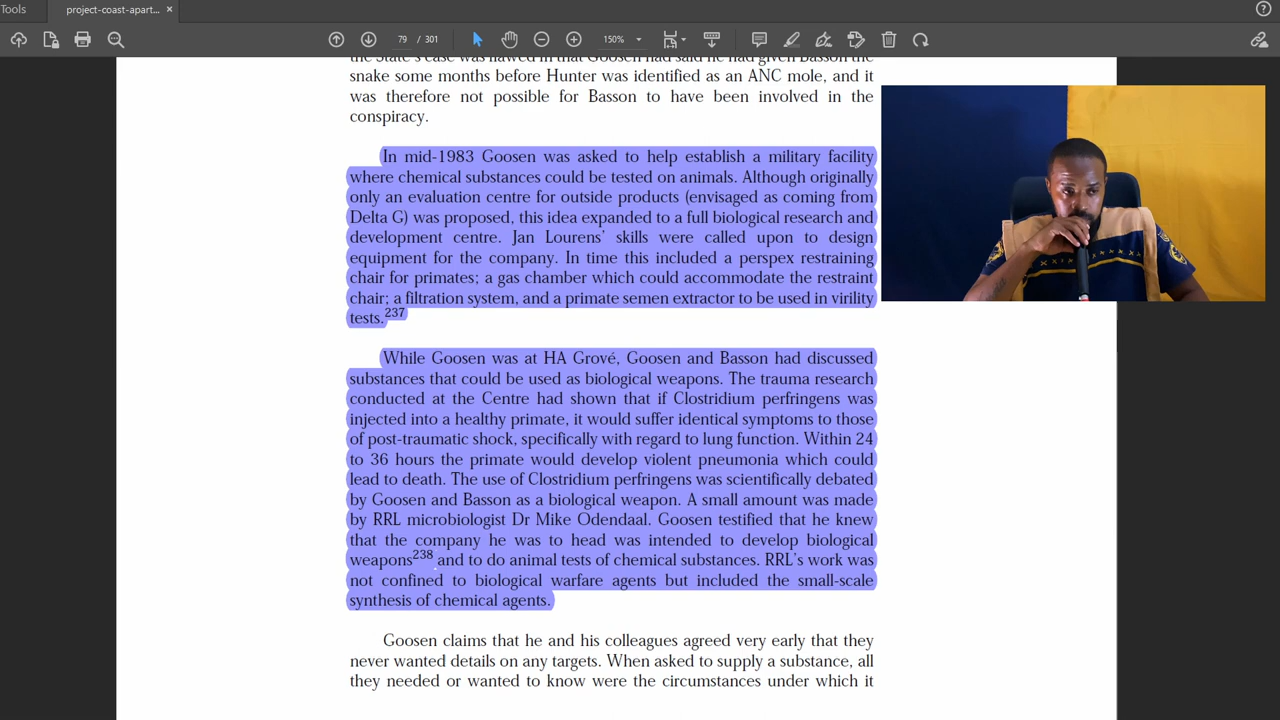 Tools
project-coast-apart... ×
79 / 301
150%
the State's case was flawed in that Goosen had said he had given Basson the
snake some months before Hunter was identified as an ANC mole, and it
was therefore not possible for Basson to have been involved in the
conspiracy.
In mid-1983 Goosen was asked to help establish a military facility
where chemical substances could be tested on animals. Although originally
only an evaluation centre for outside products (envisaged as coming from
Delta G) was proposed, this idea expanded to a full biological research and
development centre. Jan Lourens' skills were called upon to design
equipment for the company. In time this included a perspex restraining
chair for primates; a gas chamber which could accommodate the restraint
chair; a filtration system, and a primate semen extractor to be used in virility
tests.237
While Goosen was at HA Grové, Goosen and Basson had discussed
substances that could be used as biological weapons. The trauma research
conducted at the Centre had shown that if Clostridium perfringens was
injected into a healthy primate, it would suffer identical symptoms to those
of post-traumatic shock, specifically with regard to lung function. Within 24
to 36 hours the primate would develop violent pneumonia which could
lead to death. The use of Clostridium perfringens was scientifically debated
by Goosen and Basson as a biological weapon. A small amount was made
by RRL microbiologist Dr Mike Odendaal. Goosen testified that he knew
that the company he was to head was intended to develop biological
weapons238 and to do animal tests of chemical substances. RRL's work was
not confined to biological warfare agents but included the small-scale
synthesis of chemical agents.
Goosen claims that he and his colleagues agreed very early that they
never wanted details on any targets. When asked to supply a substance, all
they needed or wanted to know were the circumstances under which it